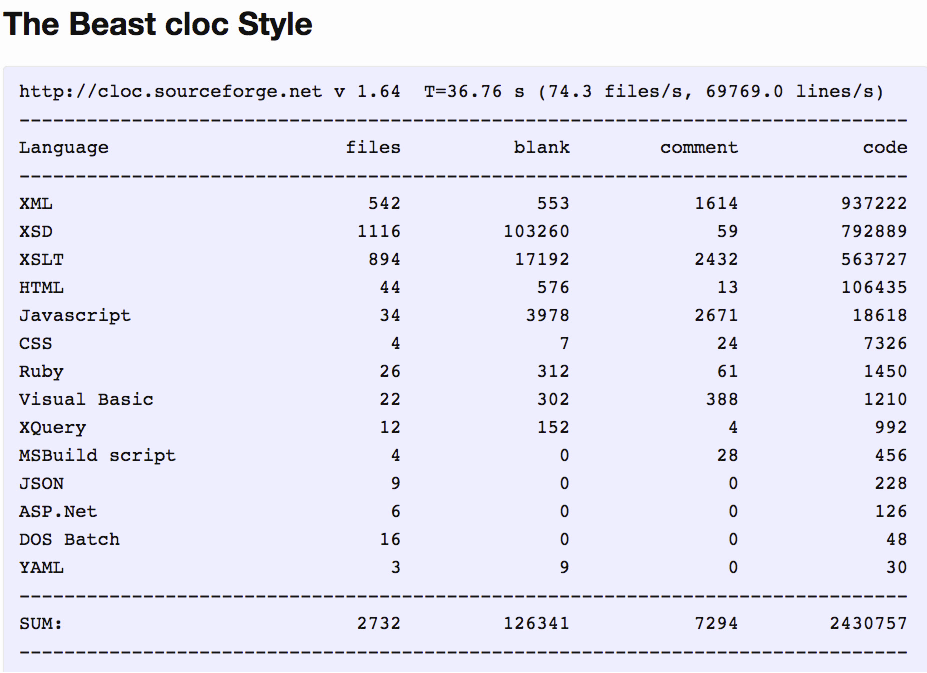 The Beast cloc Style
http://cloc.sourceforge.net v 1.64  T=36.76 s (74.3 files/s, 69769.0 lines/s)
-------------------------------------------------------------------------------
Language                     files          blank        comment           code
-------------------------------------------------------------------------------
XML                            542            553           1614         937222
XSD                           1116         103260             59         792889
XSLT                           894          17192           2432         563727
HTML                            44            576             13         106435
Javascript                      34           3978           2671          18618
CSS                              4              7             24           7326
Ruby                            26            312             61           1450
Visual Basic                    22            302            388           1210
XQuery                          12            152              4            992
MSBuild script                   4              0             28            456
JSON                             9              0              0            228
ASP.Net                          6              0              0            126
DOS Batch                       16              0              0             48
YAML                             3              9              0             30
-------------------------------------------------------------------------------
SUM:                          2732         126341           7294        2430757
-------------------------------------------------------------------------------